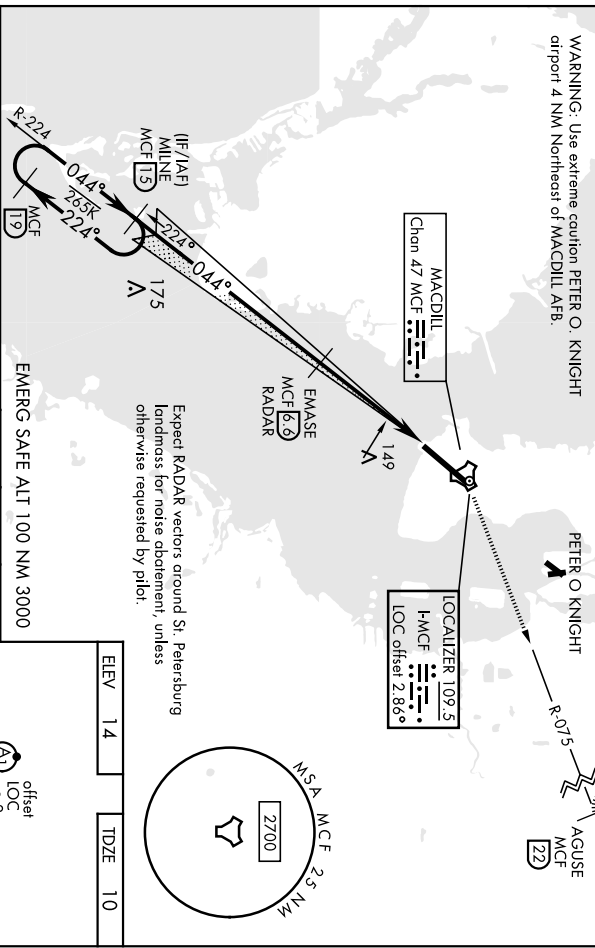 WARNING: Use extreme caution PETER O. KNIGHT
airport 4 NM Northeast of MACDILL AFB.
PETER O KNIGHT
MACDILL
Chan 47 MCF
LOCALIZER 109.5
I-MCF
LOC offset 2.86°
R-075
AGUSE
MCF
22
(IF/IAF)
MILNE
MCF 15
R-224
044°
265K
224°
MCF
19
224°
044°
175
EMASE
MCF 6.6
RADAR
149
Expect RADAR vectors around St. Petersburg
landmass for noise abatement, unless
otherwise requested by pilot.
MSA MCF 25 NM
2700
EMERG SAFE ALT 100 NM 3000
ELEV 14
TDZE 10
offset
LOC